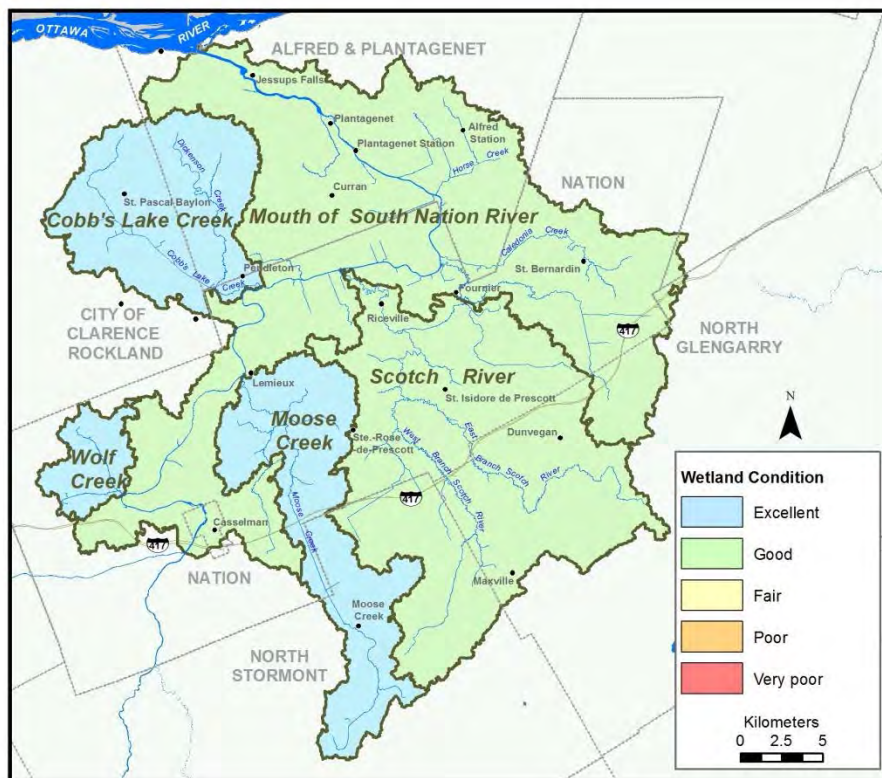 OTTAWA
RIVER
ALFRED & PLANTAGENET
Jessups Falls
Plantagenet
Plantagenet Station
Alfred
Station
Horse Creek
Dickenson
Creek
Curran
NATION
St. Pascal Baylon
Cobb's Lake Creek
Mouth of South Nation River
Caledonia Creek
St. Bernardin
Cobb's Lake
Creek
Pendleton
Fournier
Riceville
417
CITY OF
CLARENCE
ROCKLAND
NORTH
GLENGARRY
Lemieux
Scotch River
St. Isidore de Prescott
Moose
Creek
Ste.-Rose
-de-Prescott
Dunvegan
West
Branch Scotch
River
East
Branch Scotch
River
Wolf
Creek
417
Moose Creek
Casselman
417
NATION
Maxville
Moose
Creek
NORTH
STORMONT
N
Wetland Condition
Excellent
Good
Fair
Poor
Very poor
Kilometers
0 2.5 5